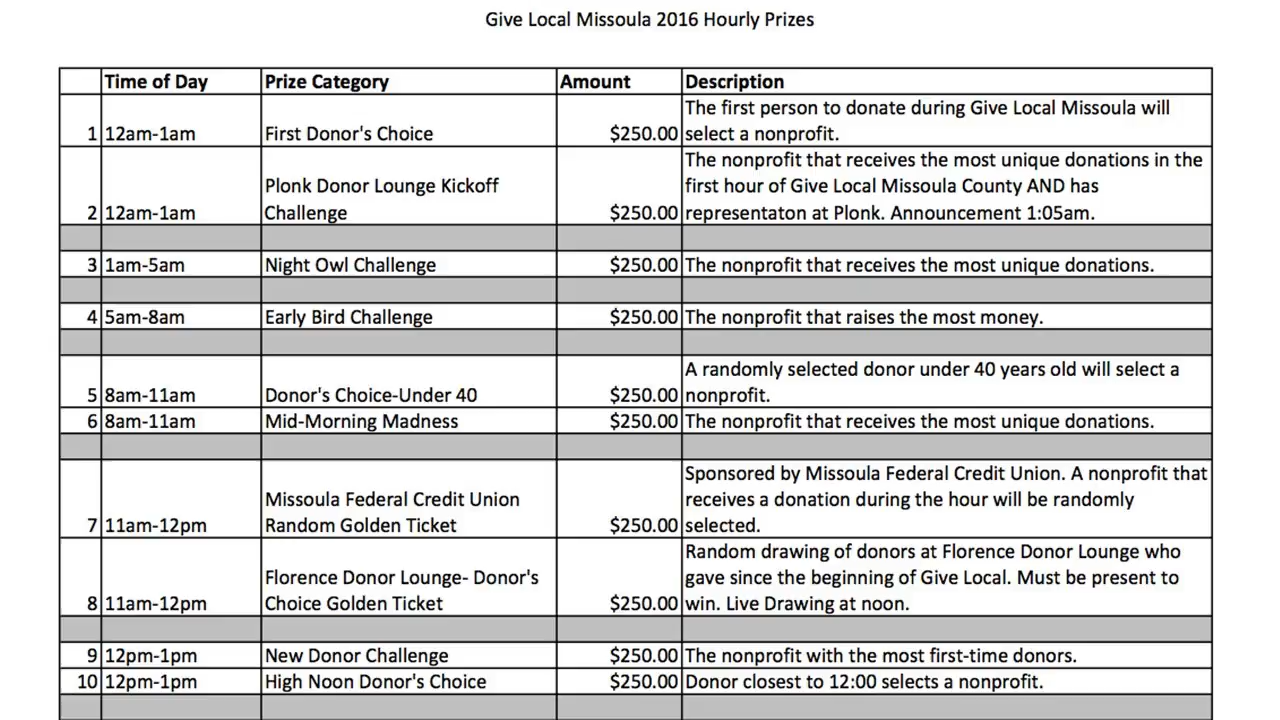 Give Local Missoula 2016 Hourly Prizes
Time of Day Prize Category Amount Description
The first person to donate during Give Local Missoula will
1 12am-1am First Donor's Choice $250.00 select a nonprofit.
The nonprofit that receives the most unique donations in the
Plonk Donor Lounge Kickoff first hour of Give Local Missoula County AND has
2 12am-1am Challenge $250.00 representaton at Plonk. Announcement 1:05am.
3 1am-5am Night Owl Challenge $250.00 The nonprofit that receives the most unique donations.
4 5am-8am Early Bird Challenge $250.00 The nonprofit that raises the most money.
A randomly selected donor under 40 years old will select a
5 8am-11am Donor's Choice-Under 40 $250.00 nonprofit.
6 8am-11am Mid-Morning Madness $250.00 The nonprofit that receives the most unique donations.
Sponsored by Missoula Federal Credit Union. A nonprofit that
Missoula Federal Credit Union receives a donation during the hour will be randomly
7 11am-12pm Random Golden Ticket $250.00 selected.
Random drawing of donors at Florence Donor Lounge who
Florence Donor Lounge- Donor's gave since the beginning of Give Local. Must be present to
8 11am-12pm Choice Golden Ticket $250.00 win. Live Drawing at noon.
9 12pm-1pm New Donor Challenge $250.00 The nonprofit with the most first-time donors.
10 12pm-1pm High Noon Donor's Choice $250.00 Donor closest to 12:00 selects a nonprofit.